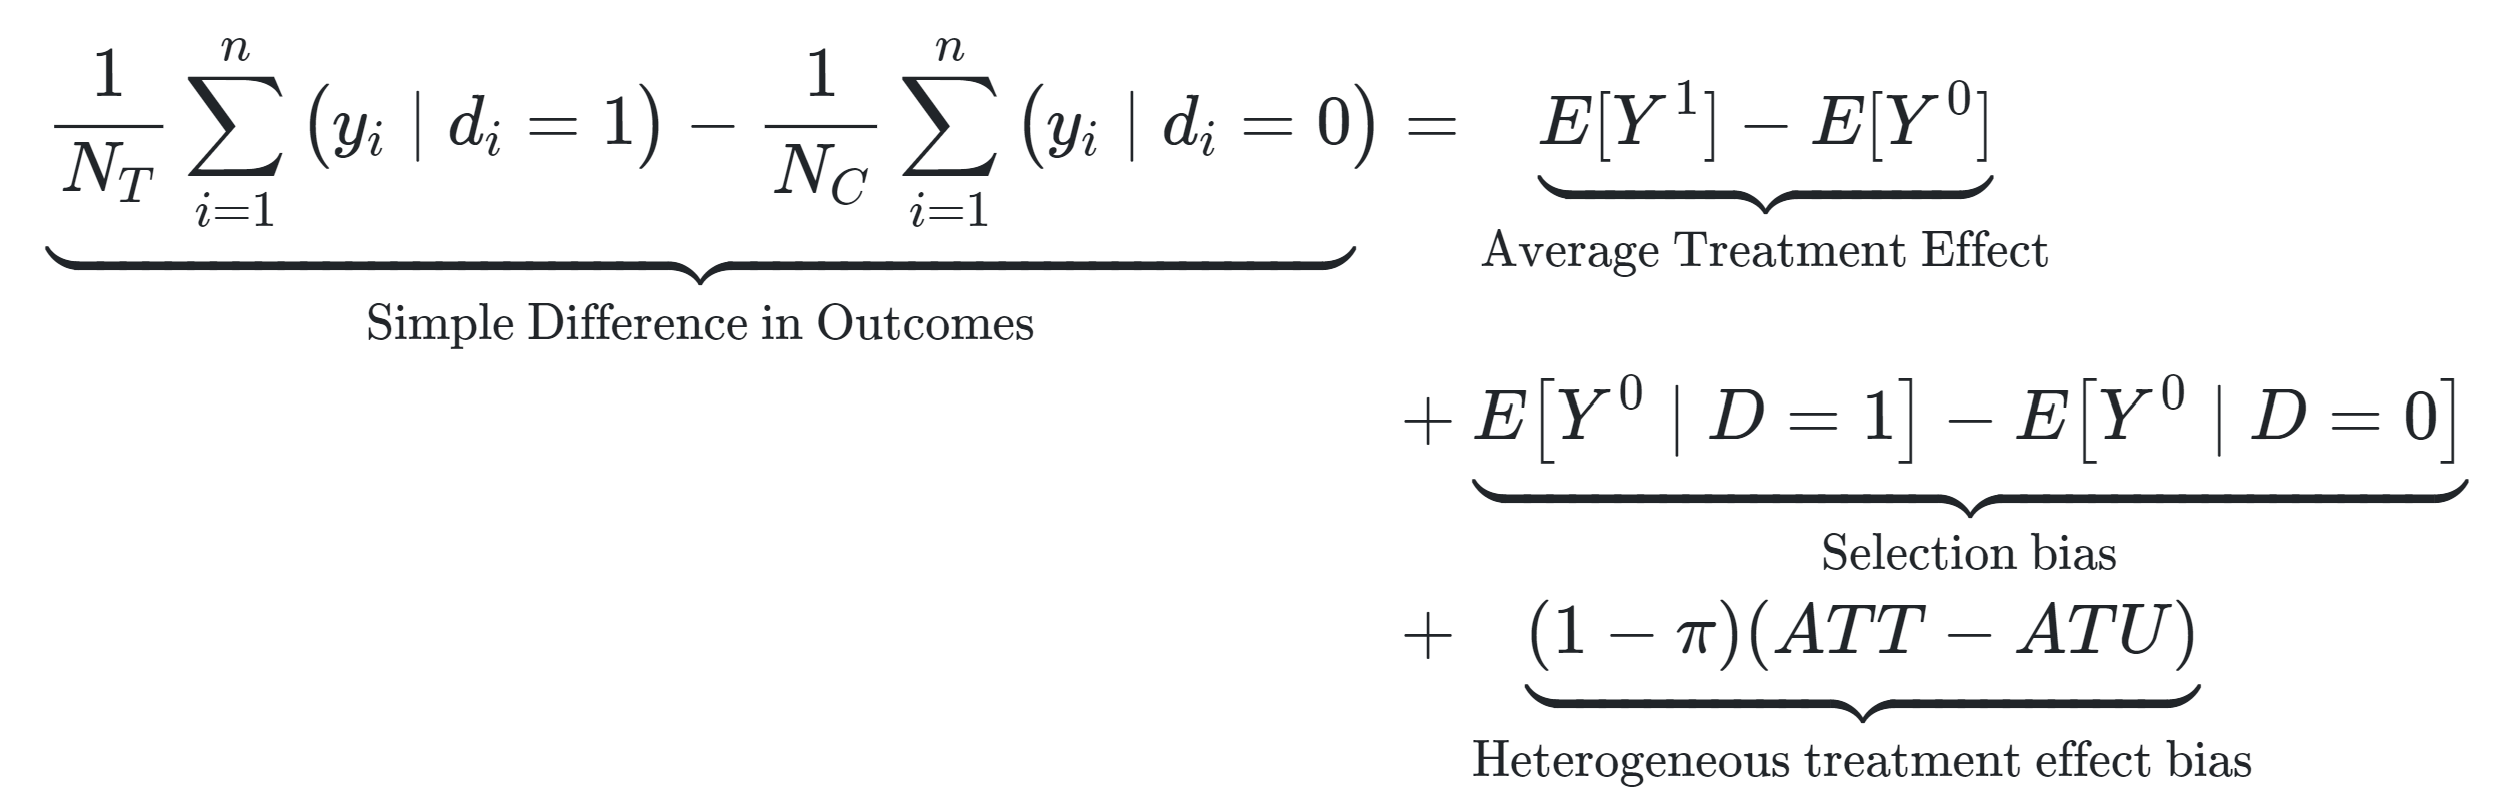 1/N_T ∑_{i=1}^{n} (y_i | d_i = 1) − 1/N_C ∑_{i=1}^{n} (y_i | d_i = 0) = E[Y^1] − E[Y^0]
Average Treatment Effect
Simple Difference in Outcomes
+ E[Y^0 | D = 1] − E[Y^0 | D = 0]
Selection bias
+ (1 − π)(ATT − ATU)
Heterogeneous treatment effect bias